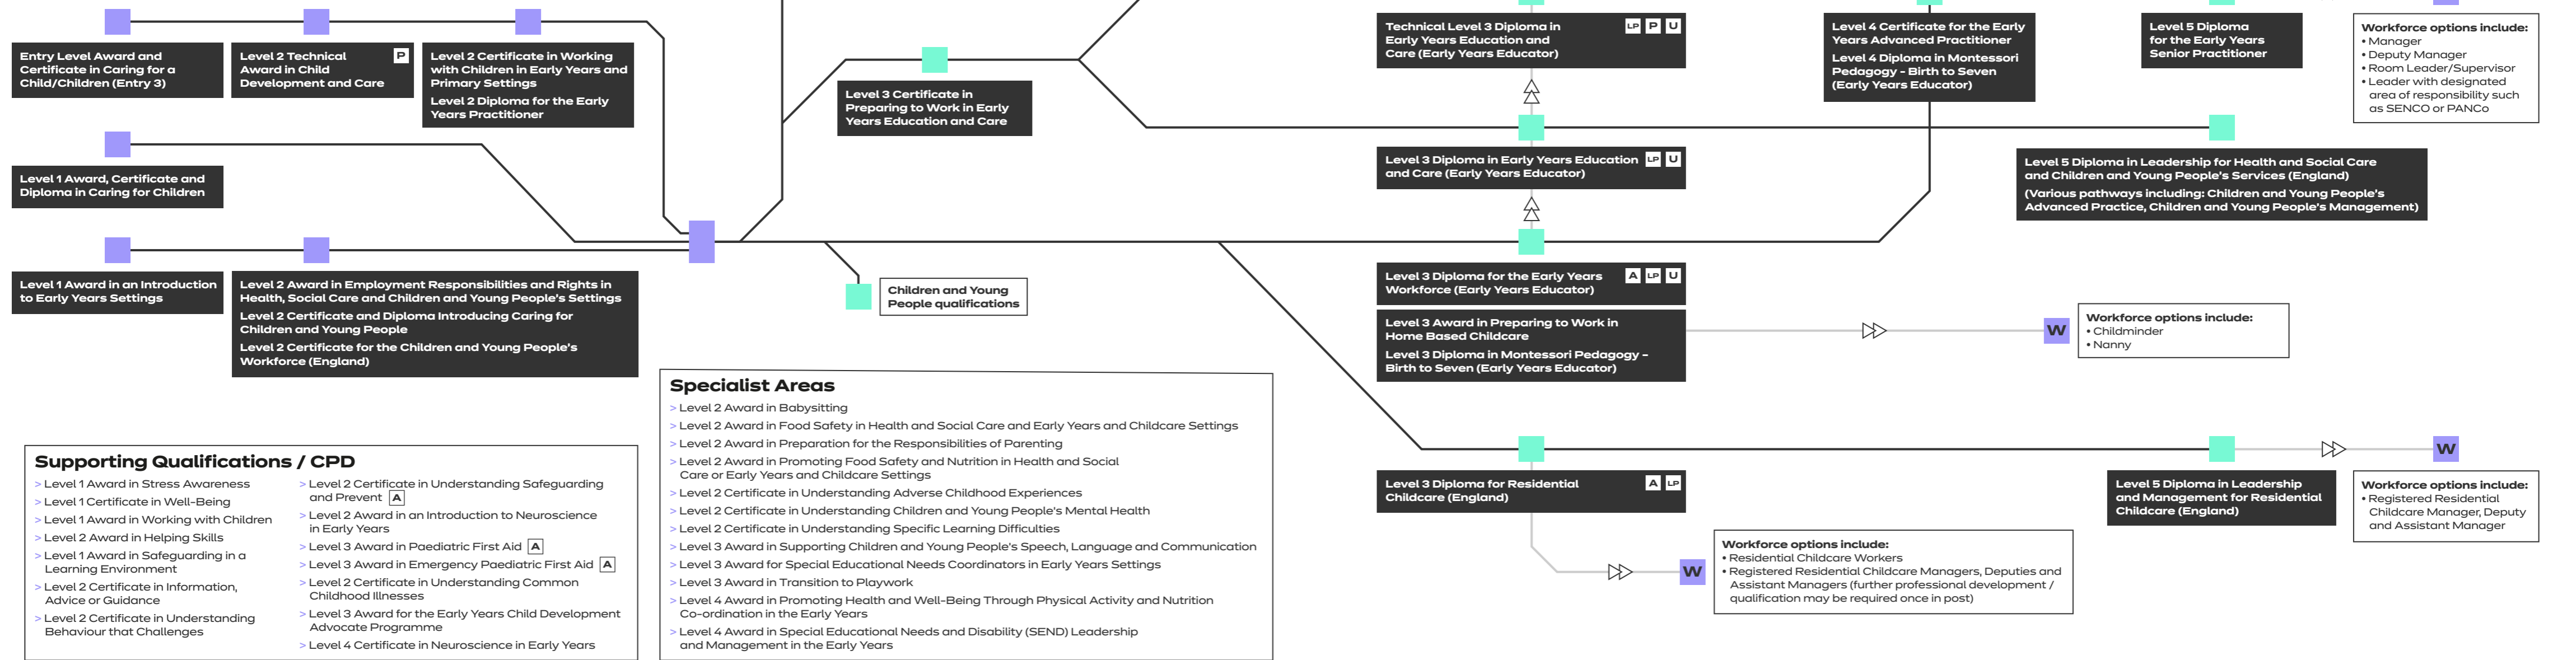 Entry Level Award and
Certificate in Caring for a
Child/Children (Entry 3)
Level 2 Technical
Award in Child
Development and Care
P
Level 2 Certificate in Working
with Children in Early Years and
Primary Settings
Level 2 Diploma for the Early
Years Practitioner
Level 3 Certificate in
Preparing to Work in Early
Years Education and Care
Technical Level 3 Diploma in
Early Years Education and
Care (Early Years Educator)
LP P U
Level 4 Certificate for the Early
Years Advanced Practitioner
Level 4 Diploma in Montessori
Pedagogy - Birth to Seven
(Early Years Educator)
Level 5 Diploma
for the Early Years
Senior Practitioner
Workforce options include:
• Manager
• Deputy Manager
• Room Leader/Supervisor
• Leader with designated
area of responsibility such
as SENCO or PANCo
Level 1 Award, Certificate and
Diploma in Caring for Children
Level 3 Diploma in Early Years Education
and Care (Early Years Educator)
LP U
Level 5 Diploma in Leadership for Health and Social Care
and Children and Young People's Services (England)
(Various pathways including: Children and Young People's
Advanced Practice, Children and Young People's Management)
Level 1 Award in an Introduction
to Early Years Settings
Level 2 Award in Employment Responsibilities and Rights in
Health, Social Care and Children and Young People's Settings
Level 2 Certificate and Diploma Introducing Caring for
Children and Young People
Level 2 Certificate for the Children and Young People's
Workforce (England)
Children and Young
People qualifications
Level 3 Diploma for the Early Years
Workforce (Early Years Educator)
A LP U
Level 3 Award in Preparing to Work in
Home Based Childcare
Level 3 Diploma in Montessori Pedagogy –
Birth to Seven (Early Years Educator)
W
Workforce options include:
• Childminder
• Nanny
Supporting Qualifications / CPD
> Level 1 Award in Stress Awareness
> Level 1 Certificate in Well-Being
> Level 1 Award in Working with Children
> Level 2 Award in Helping Skills
> Level 1 Award in Safeguarding in a
Learning Environment
> Level 2 Certificate in Information,
Advice or Guidance
> Level 2 Certificate in Understanding
Behaviour that Challenges
> Level 2 Certificate in Understanding Safeguarding
and Prevent A
> Level 2 Award in an Introduction to Neuroscience
in Early Years
> Level 3 Award in Paediatric First Aid A
> Level 3 Award in Emergency Paediatric First Aid A
> Level 2 Certificate in Understanding Common
Childhood Illnesses
> Level 3 Award for the Early Years Child Development
Advocate Programme
> Level 4 Certificate in Neuroscience in Early Years
Specialist Areas
> Level 2 Award in Babysitting
> Level 2 Award in Food Safety in Health and Social Care and Early Years and Childcare Settings
> Level 2 Award in Preparation for the Responsibilities of Parenting
> Level 2 Award in Promoting Food Safety and Nutrition in Health and Social
Care or Early Years and Childcare Settings
> Level 2 Certificate in Understanding Adverse Childhood Experiences
> Level 2 Certificate in Understanding Children and Young People's Mental Health
> Level 2 Certificate in Understanding Specific Learning Difficulties
> Level 3 Award in Supporting Children and Young People's Speech, Language and Communication
> Level 3 Award for Special Educational Needs Coordinators in Early Years Settings
> Level 3 Award in Transition to Playwork
> Level 4 Award in Promoting Health and Well-Being Through Physical Activity and Nutrition
Co-ordination in the Early Years
> Level 4 Award in Special Educational Needs and Disability (SEND) Leadership
and Management in the Early Years
Level 3 Diploma for Residential
Childcare (England)
A LP
Level 5 Diploma in Leadership
and Management for Residential
Childcare (England)
W
Workforce options include:
• Registered Residential
Childcare Manager, Deputy
and Assistant Manager
W
Workforce options include:
• Residential Childcare Workers
• Registered Residential Childcare Managers, Deputies and
Assistant Managers (further professional development /
qualification may be required once in post)